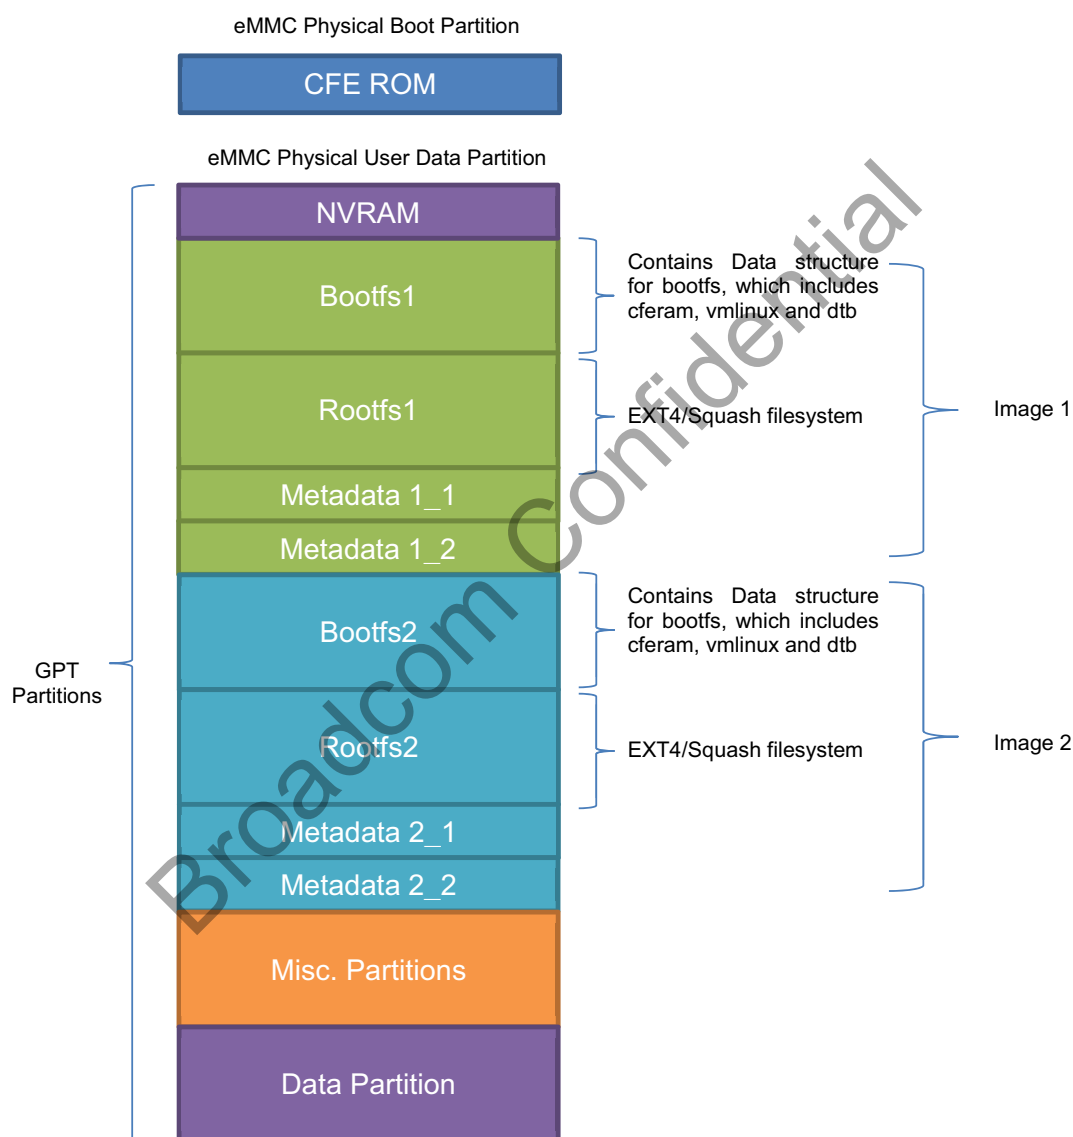 eMMC Physical Boot Partition
CFE ROM
eMMC Physical User Data Partition
NVRAM
Bootfs1
Contains Data structure
for bootfs, which includes
cferam, vmlinux and dtb
Rootfs1
EXT4/Squash filesystem
Image 1
Metadata 1_1
Metadata 1_2
Bootfs2
Contains Data structure
for bootfs, which includes
cferam, vmlinux and dtb
GPT
Partitions
Rootfs2
EXT4/Squash filesystem
Image 2
Metadata 2_1
Metadata 2_2
Misc. Partitions
Data Partition
Broadcom Confidential